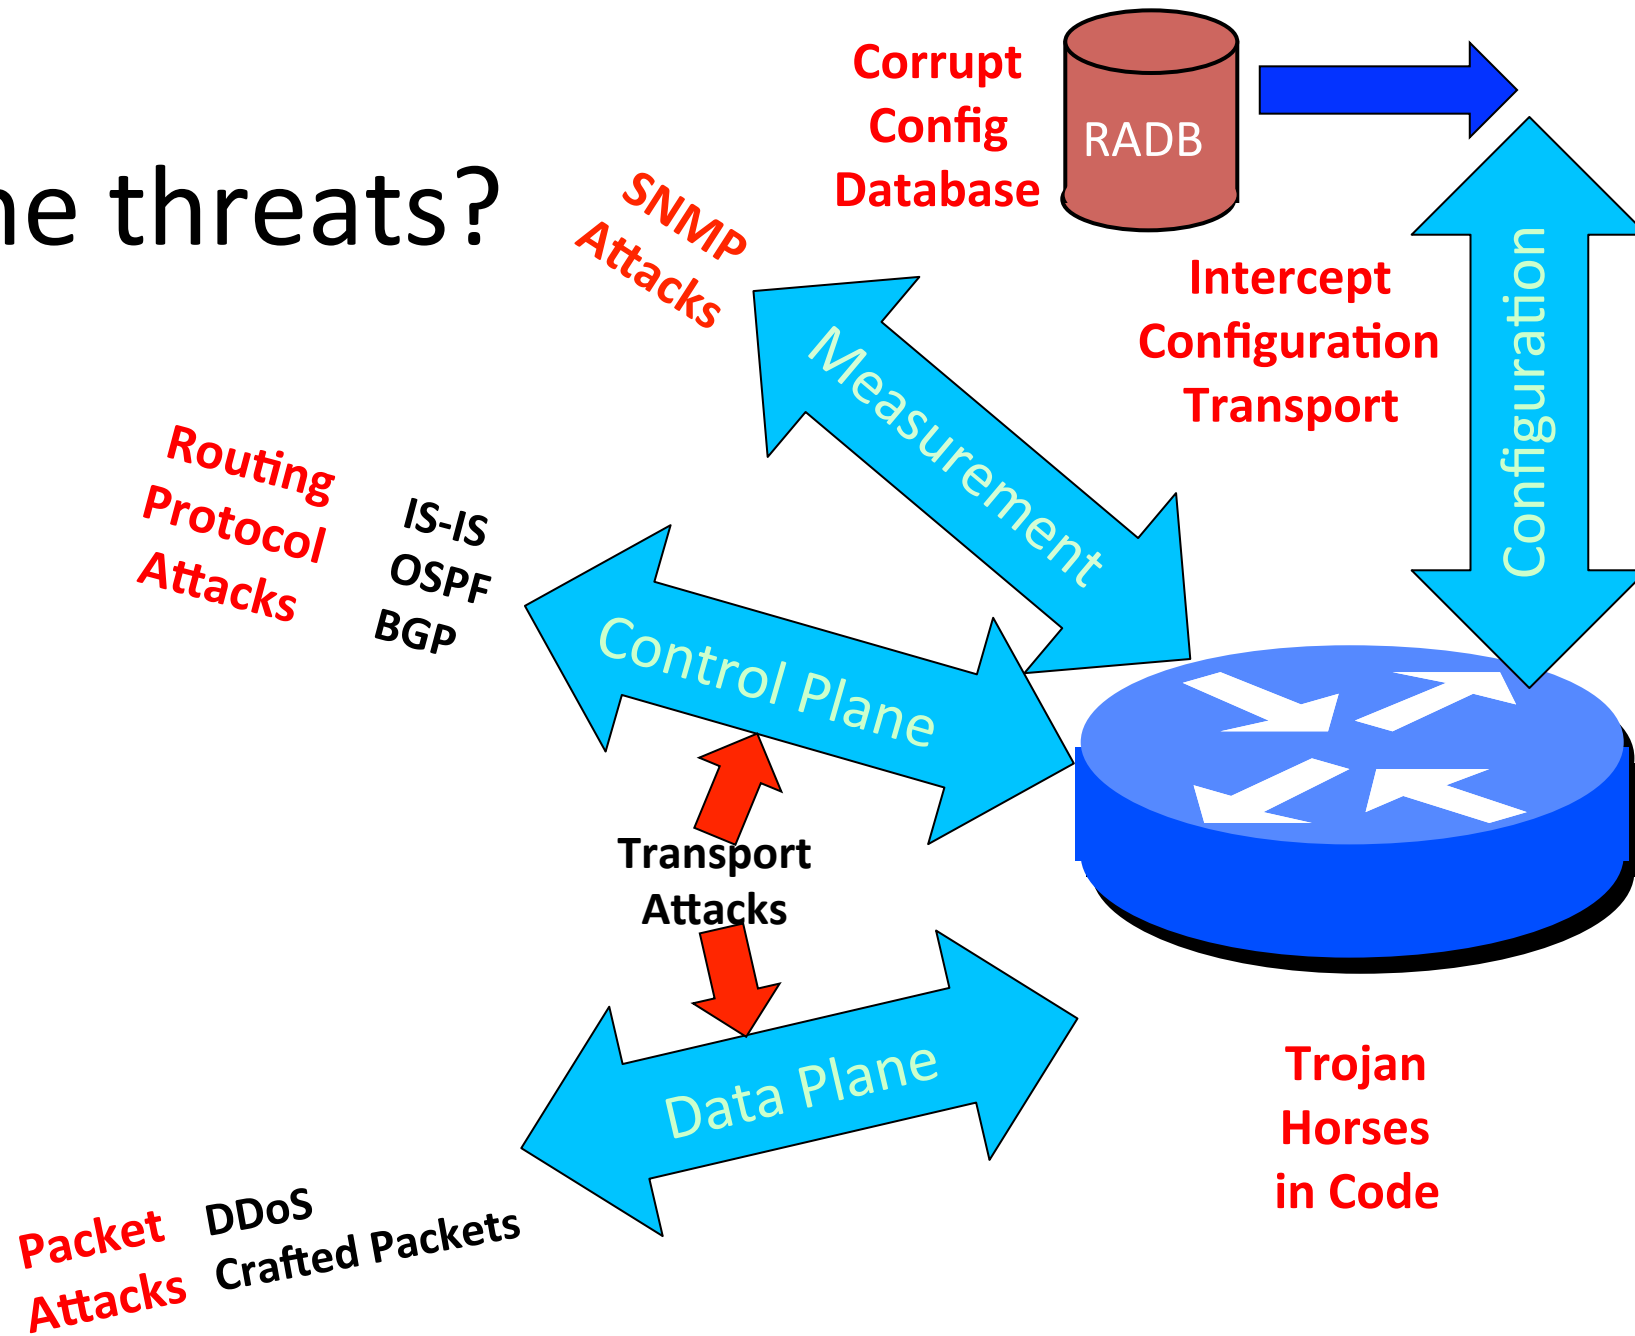 ne threats?
Corrupt
Config
Database
RADB
SNMP
Attacks
Intercept
Configuration
Transport
Configuration
Measurement
Routing
Protocol
Attacks
IS-IS
OSPF
BGP
Control Plane
Transport
Attacks
Data Plane
Trojan
Horses
in Code
Packet
Attacks
DDoS
Crafted Packets